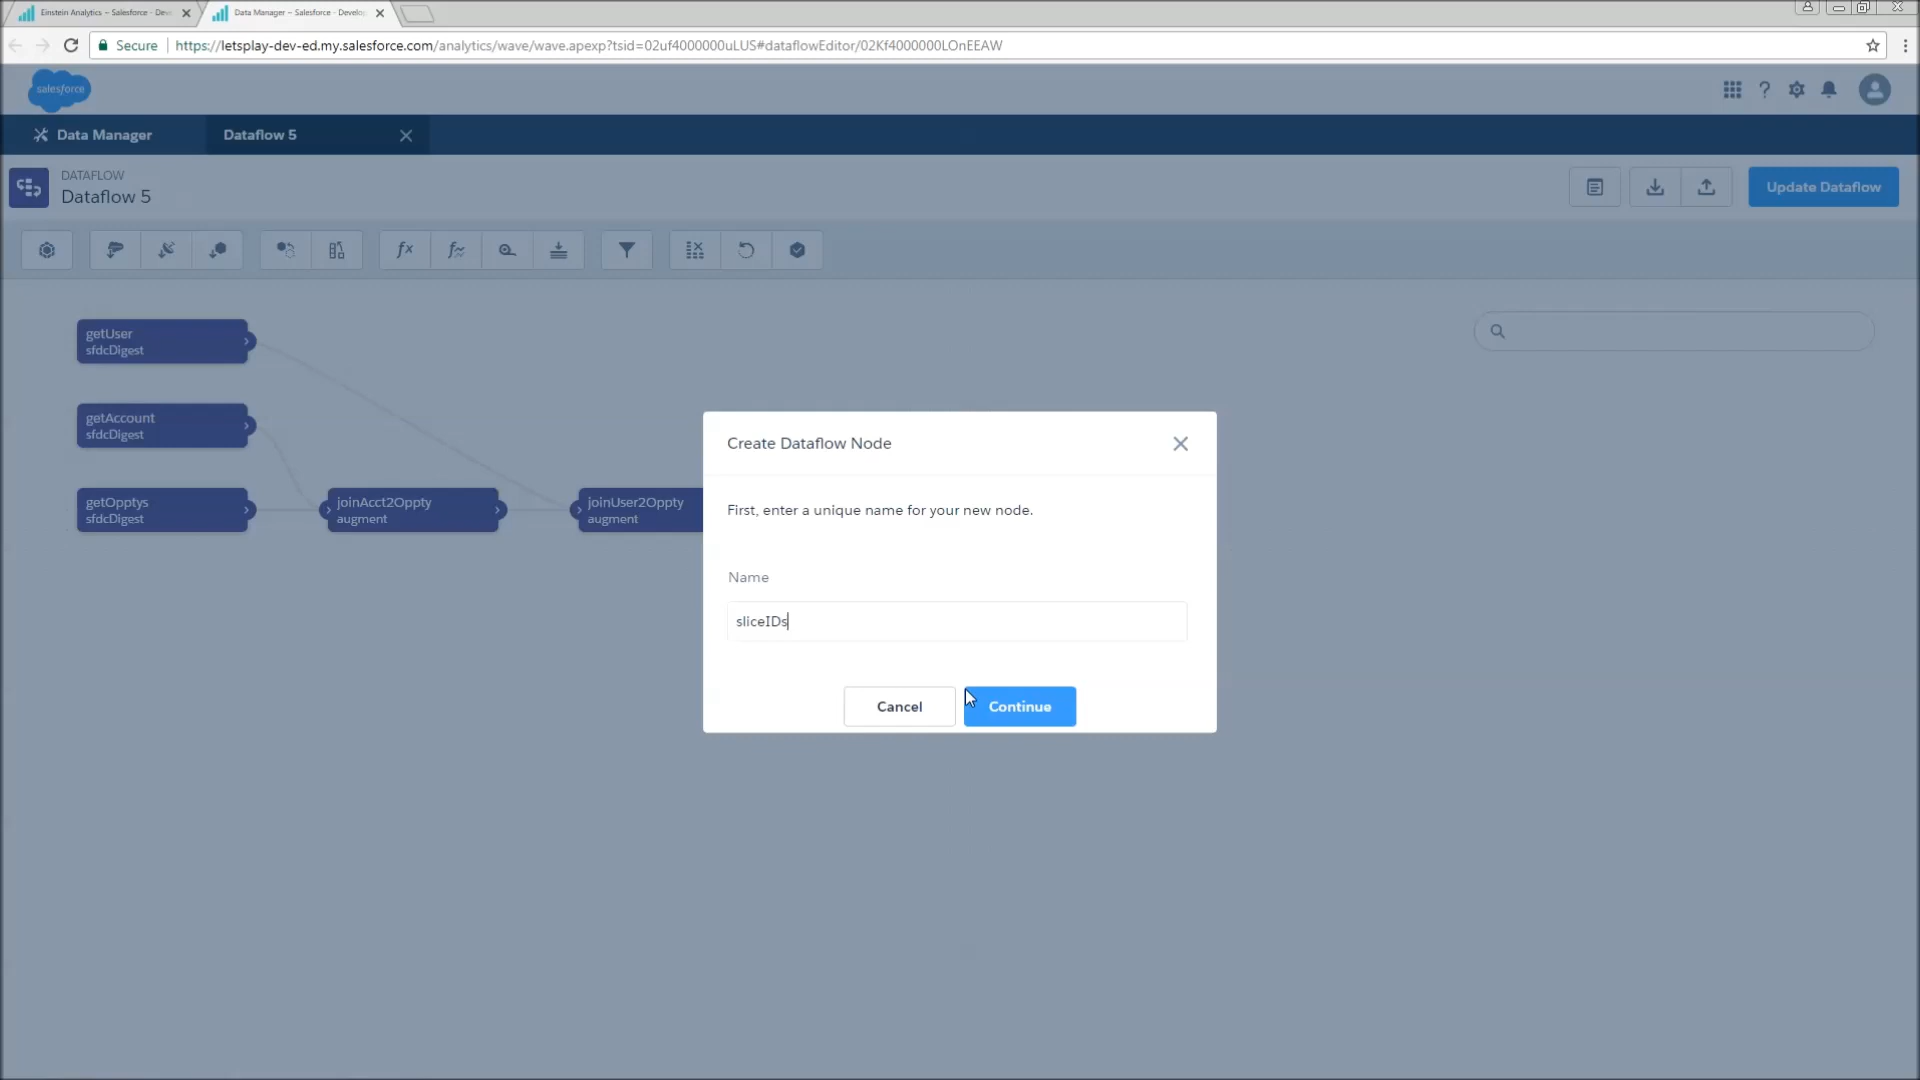 Einstein Analytics – Salesforce - Dev
Data Manager – Salesforce - Develo
Secure
https://letsplay-dev-ed.my.salesforce.com/analytics/wave/wave.apexp?tsid=02uf4000000uLUS#dataflowEditor/02Kf4000000LOnEEAW
salesforce
Data Manager
Dataflow 5
DATAFLOW
Dataflow 5
Update Dataflow
getUser
sfdcDigest
getAccount
sfdcDigest
getOpptys
sfdcDigest
joinAcct2Oppty
augment
joinUser2Oppty
augment
Create Dataflow Node
First, enter a unique name for your new node.
Name
sliceIDs
Cancel
Continue